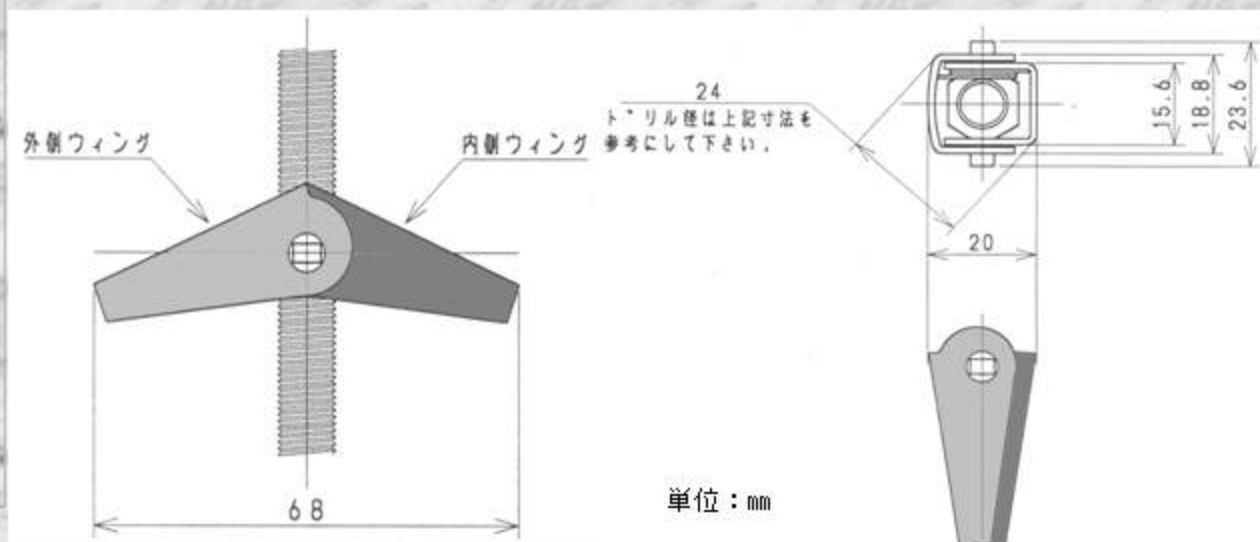 外側ウィング
内側ウィング
68
24
ドリル径は上記寸法を
参考にして下さい.
15.6
18.8
23.6
20
単位：㎜